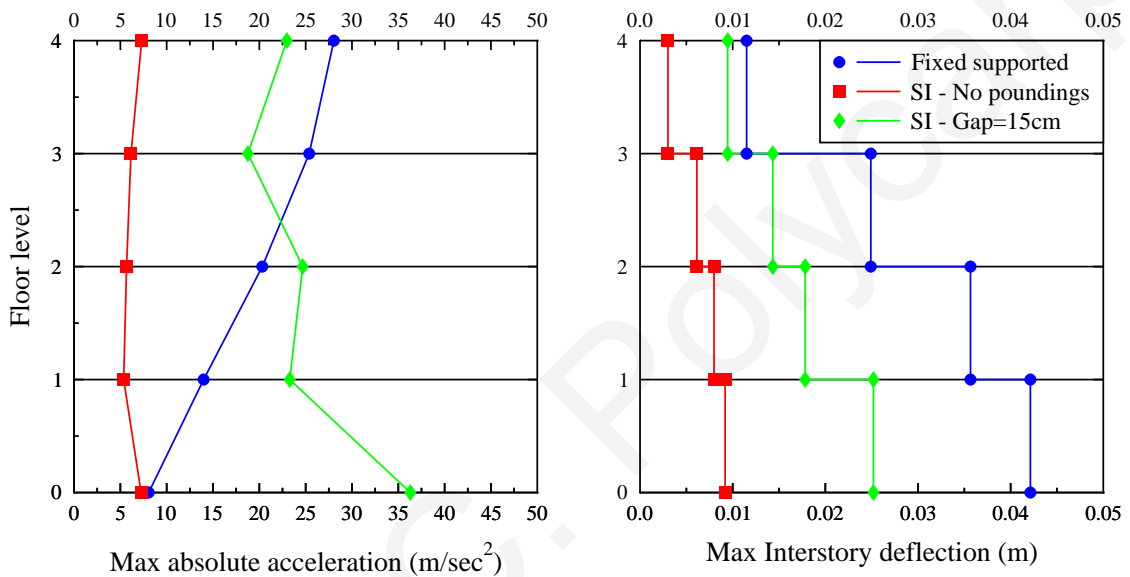 0 5 10 15 20 25 30 35 40 45 50
4
3
2
1
0
Floor level
0 5 10 15 20 25 30 35 40 45 50
Max absolute acceleration (m/sec²)
0.0 0.01 0.02 0.03 0.04 0.05
4
3
2
1
0
Fixed supported
SI - No poundings
SI - Gap=15cm
0.00 0.01 0.02 0.03 0.04 0.05
Max Interstory deflection (m)
C. Polycarp